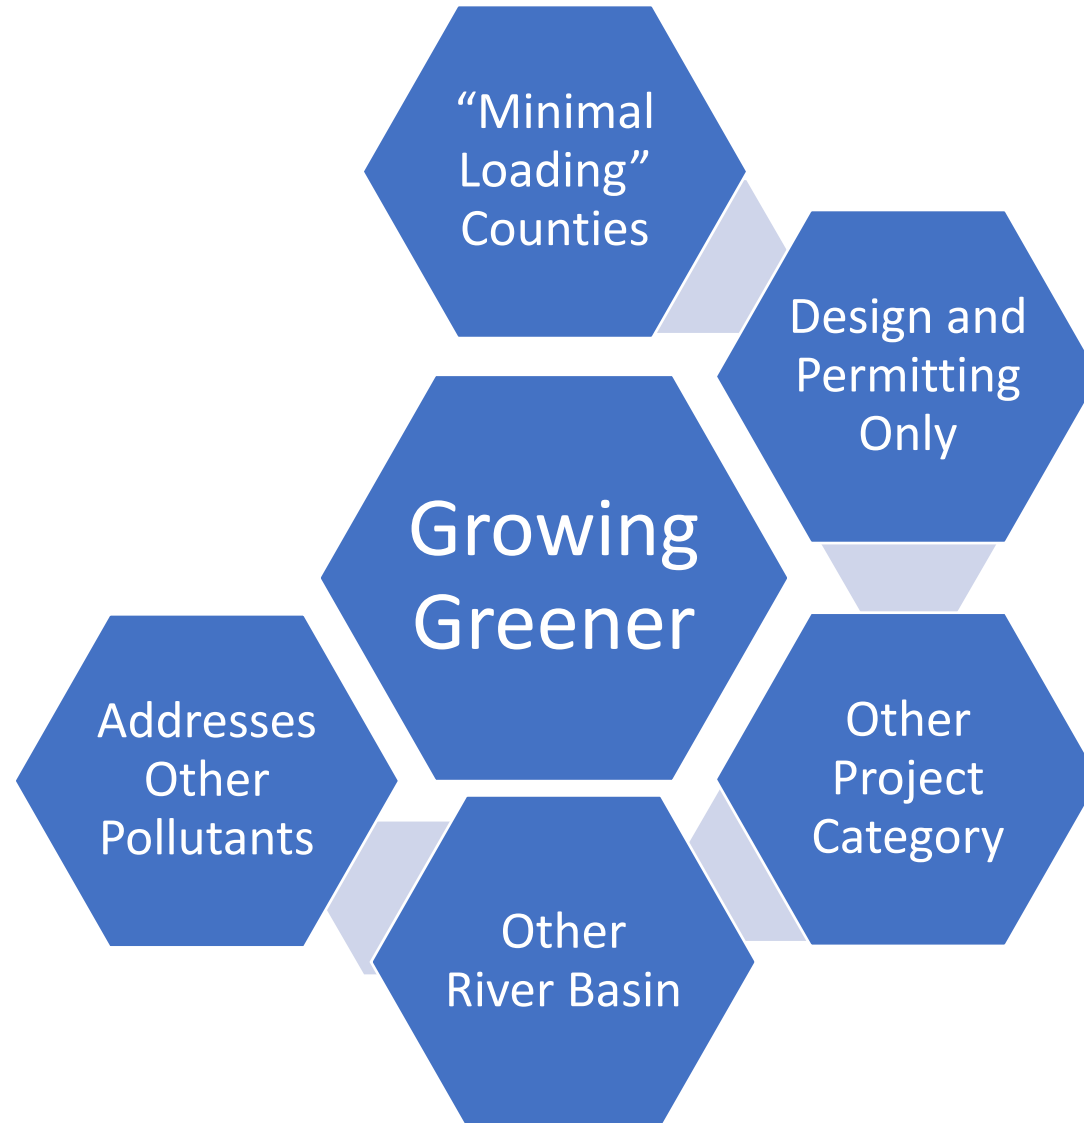 “Minimal
Loading”
Counties
Design and
Permitting
Only
Growing
Greener
Other
Project
Category
Addresses
Other
Pollutants
Other
River Basin